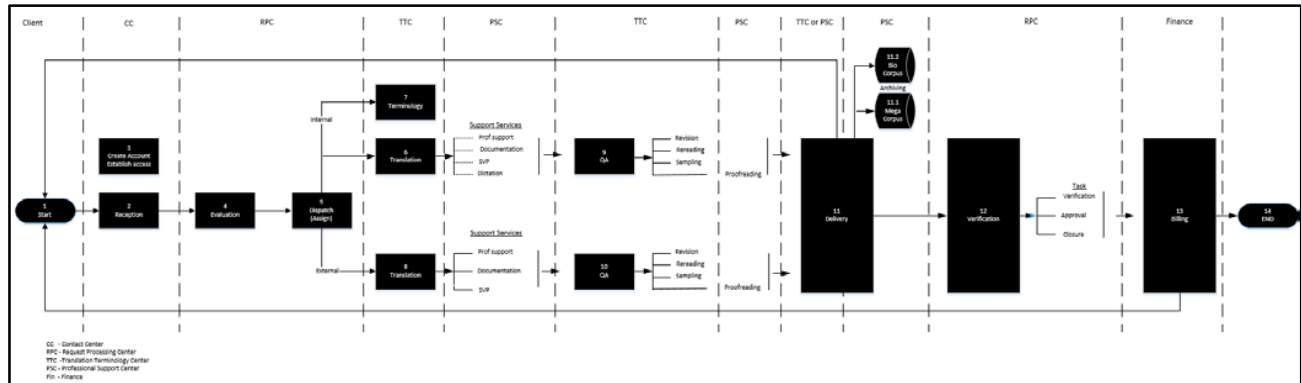 Client
CC
RPC
TTC
PSC
TTC
PSC
TTC or PSC
PSC
RPC
Finance
11.2
Bio
Corpus
Archiving
11.1
Mega
Corpus
7
Terminology
Internal
3
Create Account
Establish access
6
Translation
Support Services
Prof support
Documentation
SVP
Dictation
9
QA
Revision
Rereading
Sampling
Proofreading
1
Start
2
Reception
4
Evaluation
5
Dispatch
(Assign)
11
Delivery
12
Verification
Task
Verification
Approval
Closure
13
Billing
14
END
External
8
Translation
Support Services
Prof support
Documentation
SVP
10
QA
Revision
Rereading
Sampling
Proofreading
CC - Contact Center
RPC - Request Processing Center
TTC -Translation Terminology Center
PSC - Professional Support Center
Fin - Finance